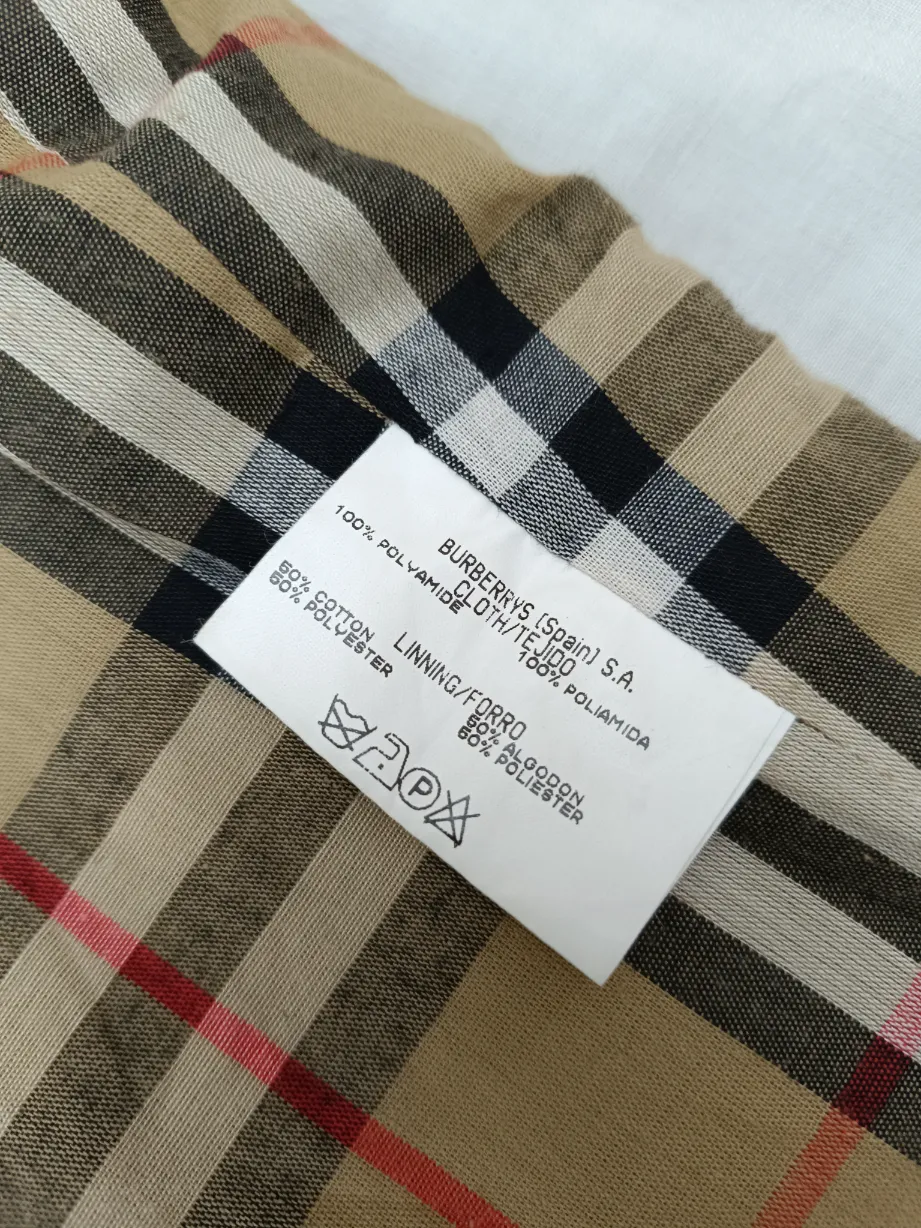 BURBERRYS (Spain) S.A.
CLOTH/TEJIDO
100% POLYAMIDE 100% POLIAMIDA
LINNING/FORRO
50% COTTON 50% ALGODON
50% POLYESTER 50% POLIESTER
P